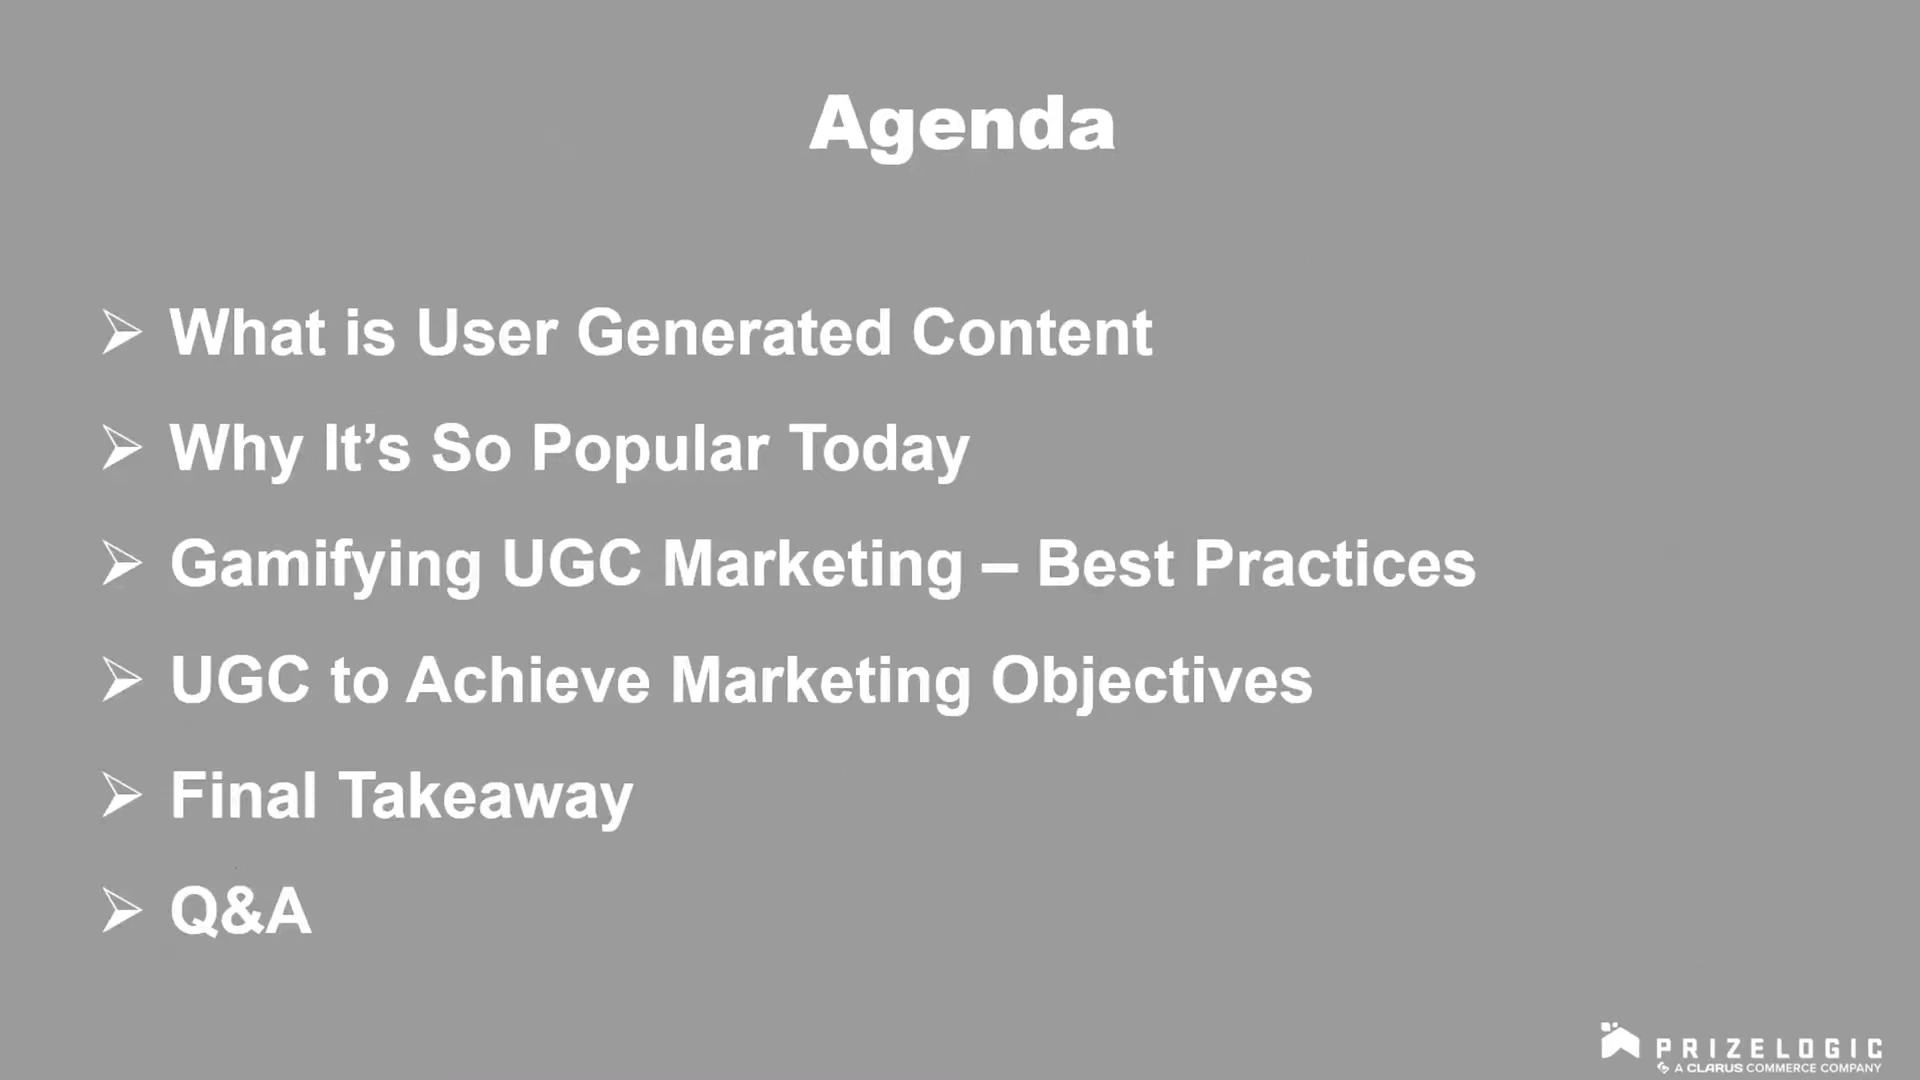 Agenda
What is User Generated Content
Why It’s So Popular Today
Gamifying UGC Marketing – Best Practices
UGC to Achieve Marketing Objectives
Final Takeaway
Q&A
PRIZELOGIC
A CLARUS COMMERCE COMPANY